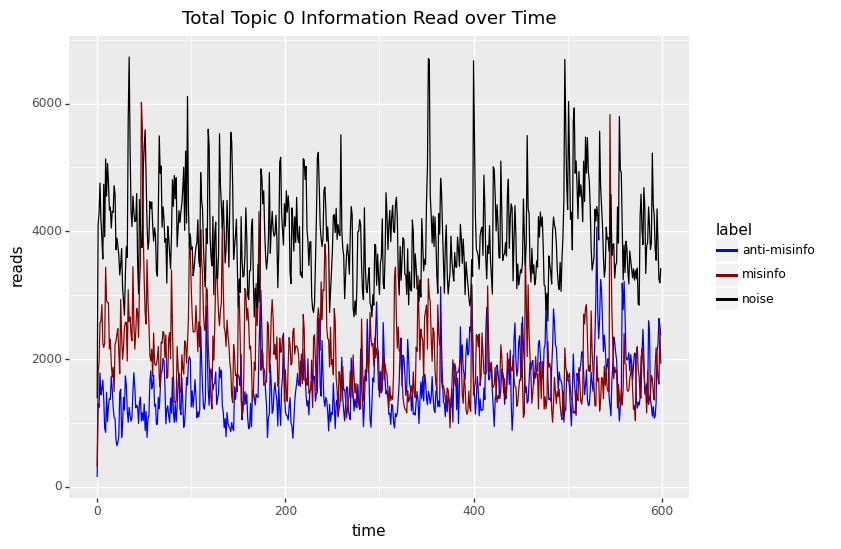 Total Topic 0 Information Read over Time
6000
4000
2000
0
reads
0
200
400
600
time
label
anti-misinfo
misinfo
noise